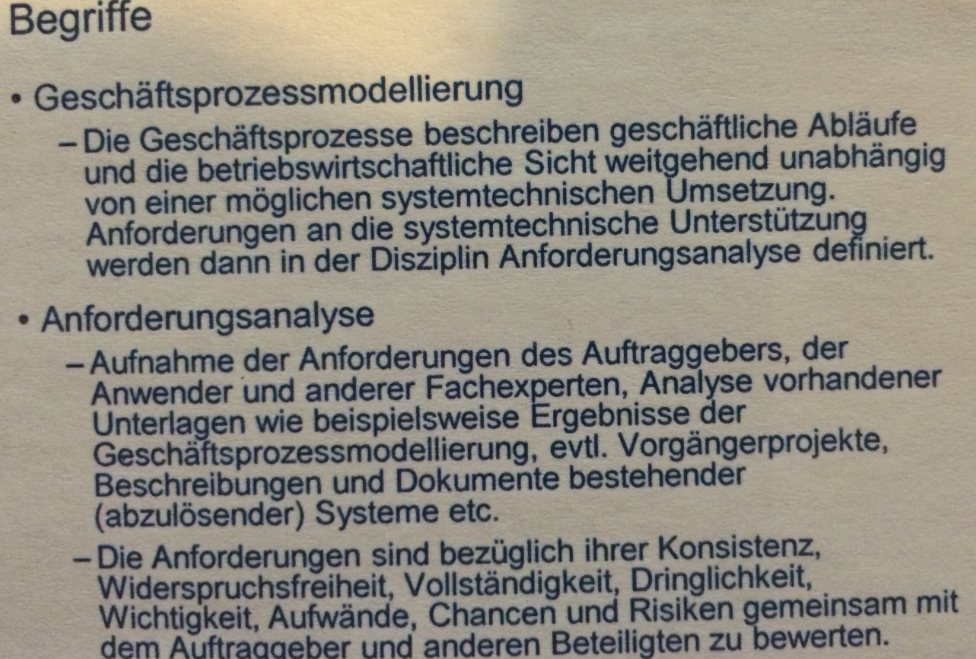 Begriffe
• Geschäftsprozessmodellierung
– Die Geschäftsprozesse beschreiben geschäftliche Abläufe
und die betriebswirtschaftliche Sicht weitgehend unabhängig
von einer möglichen systemtechnischen Umsetzung.
Anforderungen an die systemtechnische Unterstützung
werden dann in der Disziplin Anforderungsanalyse definiert.
• Anforderungsanalyse
– Aufnahme der Anforderungen des Auftraggebers, der
Anwender und anderer Fachexperten, Analyse vorhandener
Unterlagen wie beispielsweise Ergebnisse der
Geschäftsprozessmodellierung, evtl. Vorgängerprojekte,
Beschreibungen und Dokumente bestehender
(abzulösender) Systeme etc.
– Die Anforderungen sind bezüglich ihrer Konsistenz,
Widerspruchsfreiheit, Vollständigkeit, Dringlichkeit,
Wichtigkeit, Aufwände, Chancen und Risiken gemeinsam mit
dem Auftraggeber und anderen Beteiligten zu bewerten.